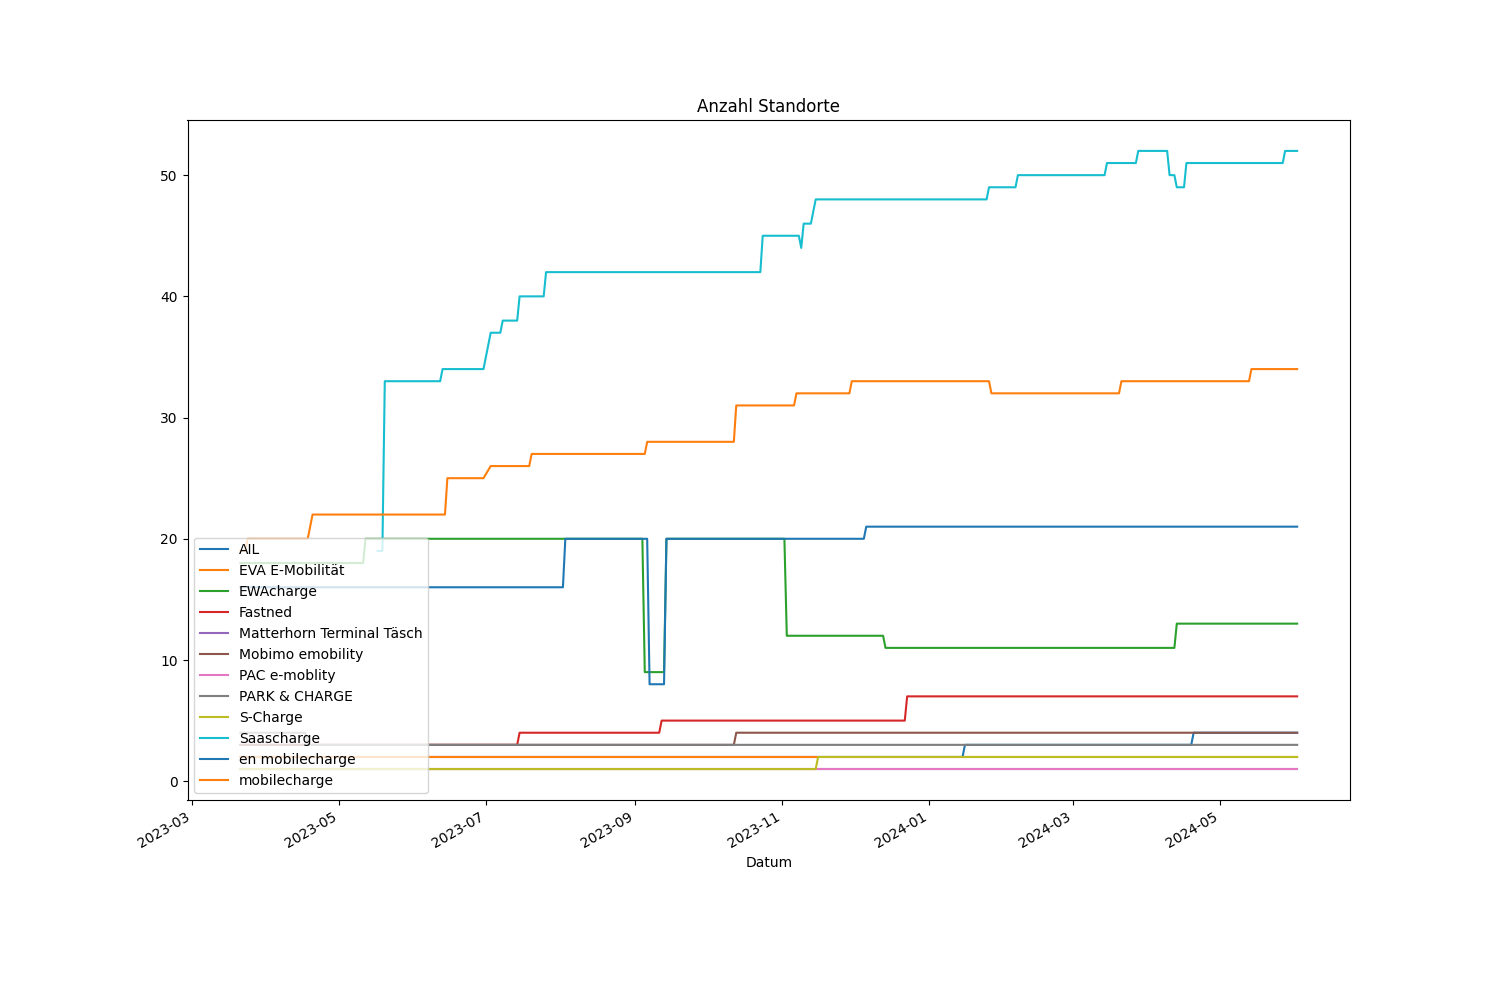 Anzahl Standorte
50
40
30
20
10
0
AIL
EVA E-Mobilität
EWAcharge
Fastned
Matterhorn Terminal Täsch
Mobimo emobility
PAC e-moblity
PARK & CHARGE
S-Charge
Saascharge
en mobilecharge
mobilecharge
2023-03
2023-05
2023-07
2023-09
2023-11
2024-01
2024-03
2024-05
Datum